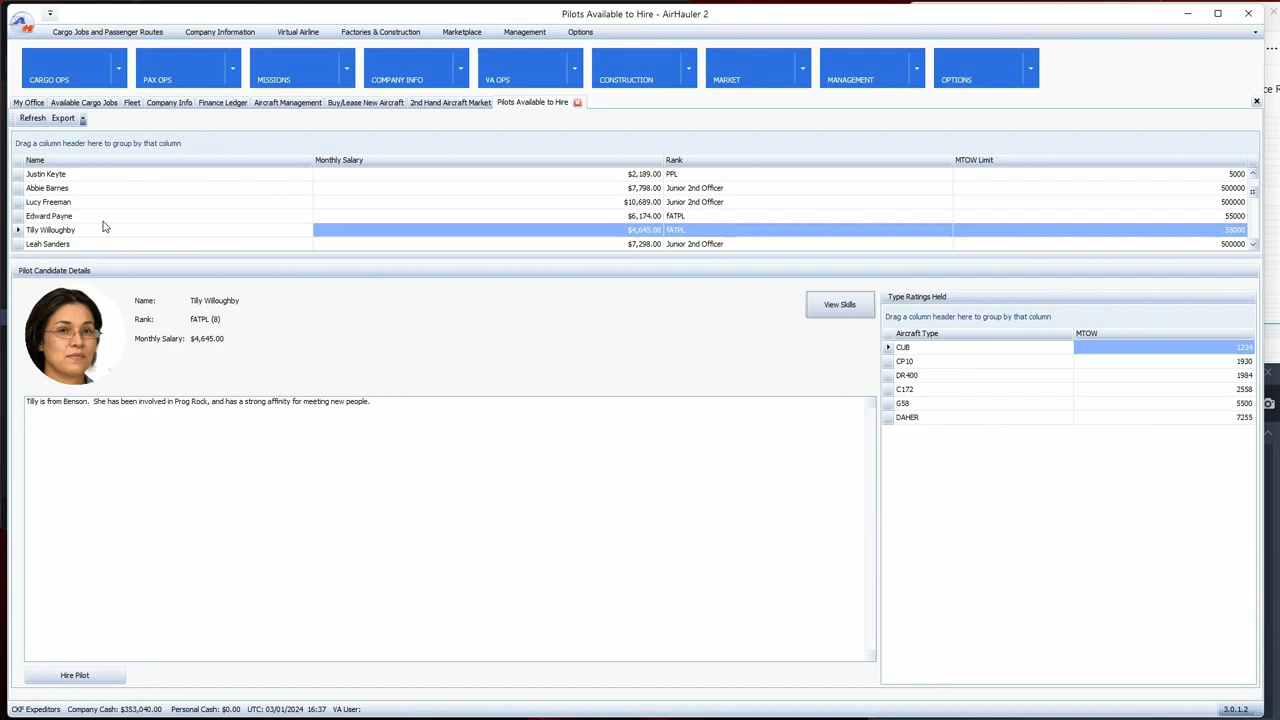 Pilots Available to Hire - AirHauler 2
Cargo Jobs and Passenger Routes Company Information Virtual Airline Factories & Construction Marketplace Management Options
CARGO OPS PAX OPS MISSIONS COMPANY INFO VA OPS CONSTRUCTION MARKET MANAGEMENT OPTIONS
My Office Available Cargo Jobs Fleet Company Info Finance Ledger Aircraft Management Buy/Lease New Aircraft 2nd Hand Aircraft Market Pilots Available to Hire
Refresh Export
Drag a column header here to group by that column
Name Monthly Salary Rank MTOW Limit
Justin Keyte $2,189.00 PPL 5000
Abbie Barnes $7,798.00 Junior 2nd Officer 500000
Lucy Freeman $10,689.00 Junior 2nd Officer 500000
Edward Payne $6,174.00 fATPL 55000
Tilly Willoughby $4,645.00 fATPL 55000
Leah Sanders $7,298.00 Junior 2nd Officer 500000
Pilot Candidate Details
Name: Tilly Willoughby
Rank: fATPL (8)
Monthly Salary: $4,645.00
View Skills
Tilly is from Benson. She has been involved in Prog Rock, and has a strong affinity for meeting new people.
Hire Pilot
Type Ratings Held
Drag a column header here to group by that column
Aircraft Type MTOW
CUB 1234
CP10 1930
DR400 1984
C172 2558
G58 5500
DAHER 7255
CKF Expeditors Company Cash: $353,040.00 Personal Cash: $0.00 UTC: 03/01/2024 16:37 VA User:
3.0.1.2